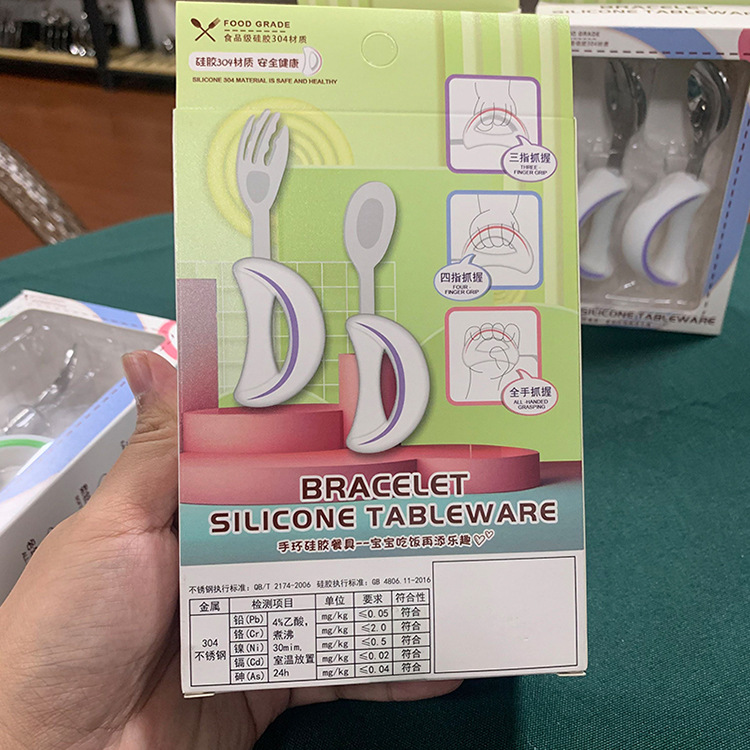 FOOD GRADE
食品级硅胶304材质
硅胶309材质 安全健康
SILICONE 304 MATERIAL IS SAFE AND HEALTHY
三指抓握
THREE-
FINGER GRIP
四指抓握
FOUR-
FINGER GRIP
全手抓握
ALL-HANDED
GRASPING
BRACELET
SILICONE TABLEWARE
手环硅胶餐具--宝宝吃饭再添乐趣
不锈钢执行标准: QB/T 2174-2006 硅胶执行标准: GB 4806.11-2016
金属 检测项目 单位 要求 符合性
304
不锈钢
铅(Pb) mg/kg ≤0.05 符合
铬(Cr) mg/kg ≤2.0 符合
镍(Ni) mg/kg ≤0.5 符合
镉(Cd) mg/kg ≤0.02 符合
砷(As) mg/kg ≤0.04 符合
4%乙酸,
煮沸
30mim.
室温放置
24h
SILICONE TABLEWARE